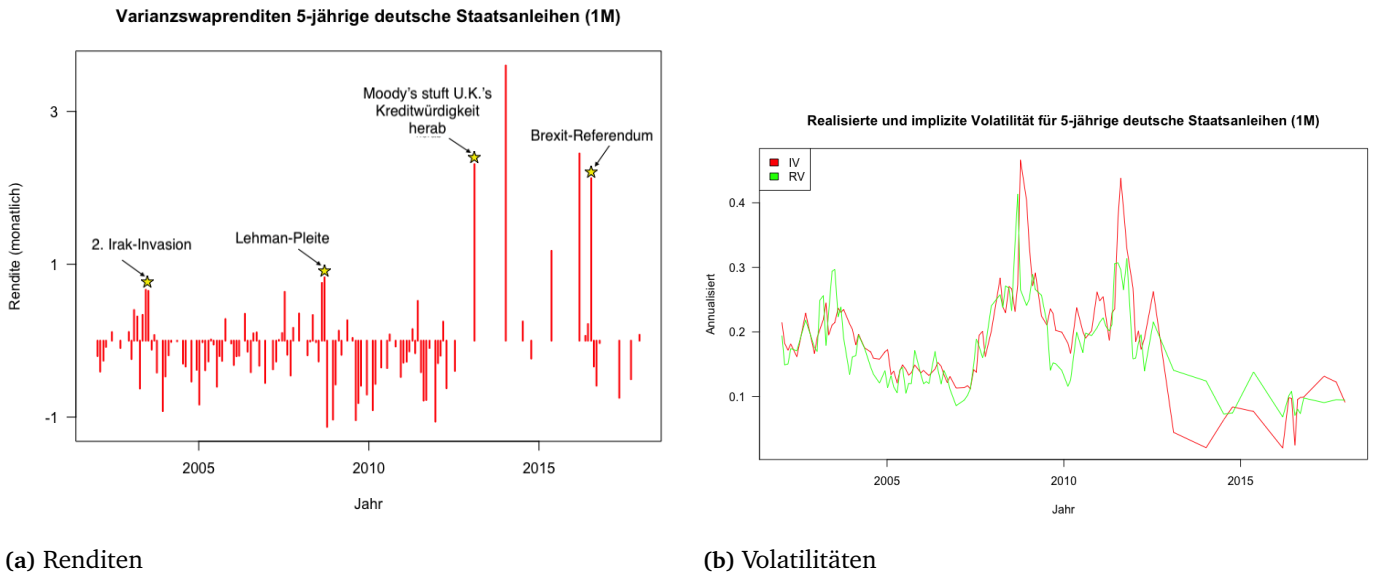 Varianzswaprenditen 5-jährige deutsche Staatsanleihen (1M)
Rendite (monatlich)
3
1
-1
2. Irak-Invasion
Lehman-Pleite
Moody's stuft U.K.'s
Kreditwürdigkeit
herab
Brexit-Referendum
2005
2010
2015
Jahr
(a) Renditen
Realisierte und implizite Volatilität für 5-jährige deutsche Staatsanleihen (1M)
IV
RV
Annualisiert
0.4
0.3
0.2
0.1
2005
2010
2015
Jahr
(b) Volatilitäten